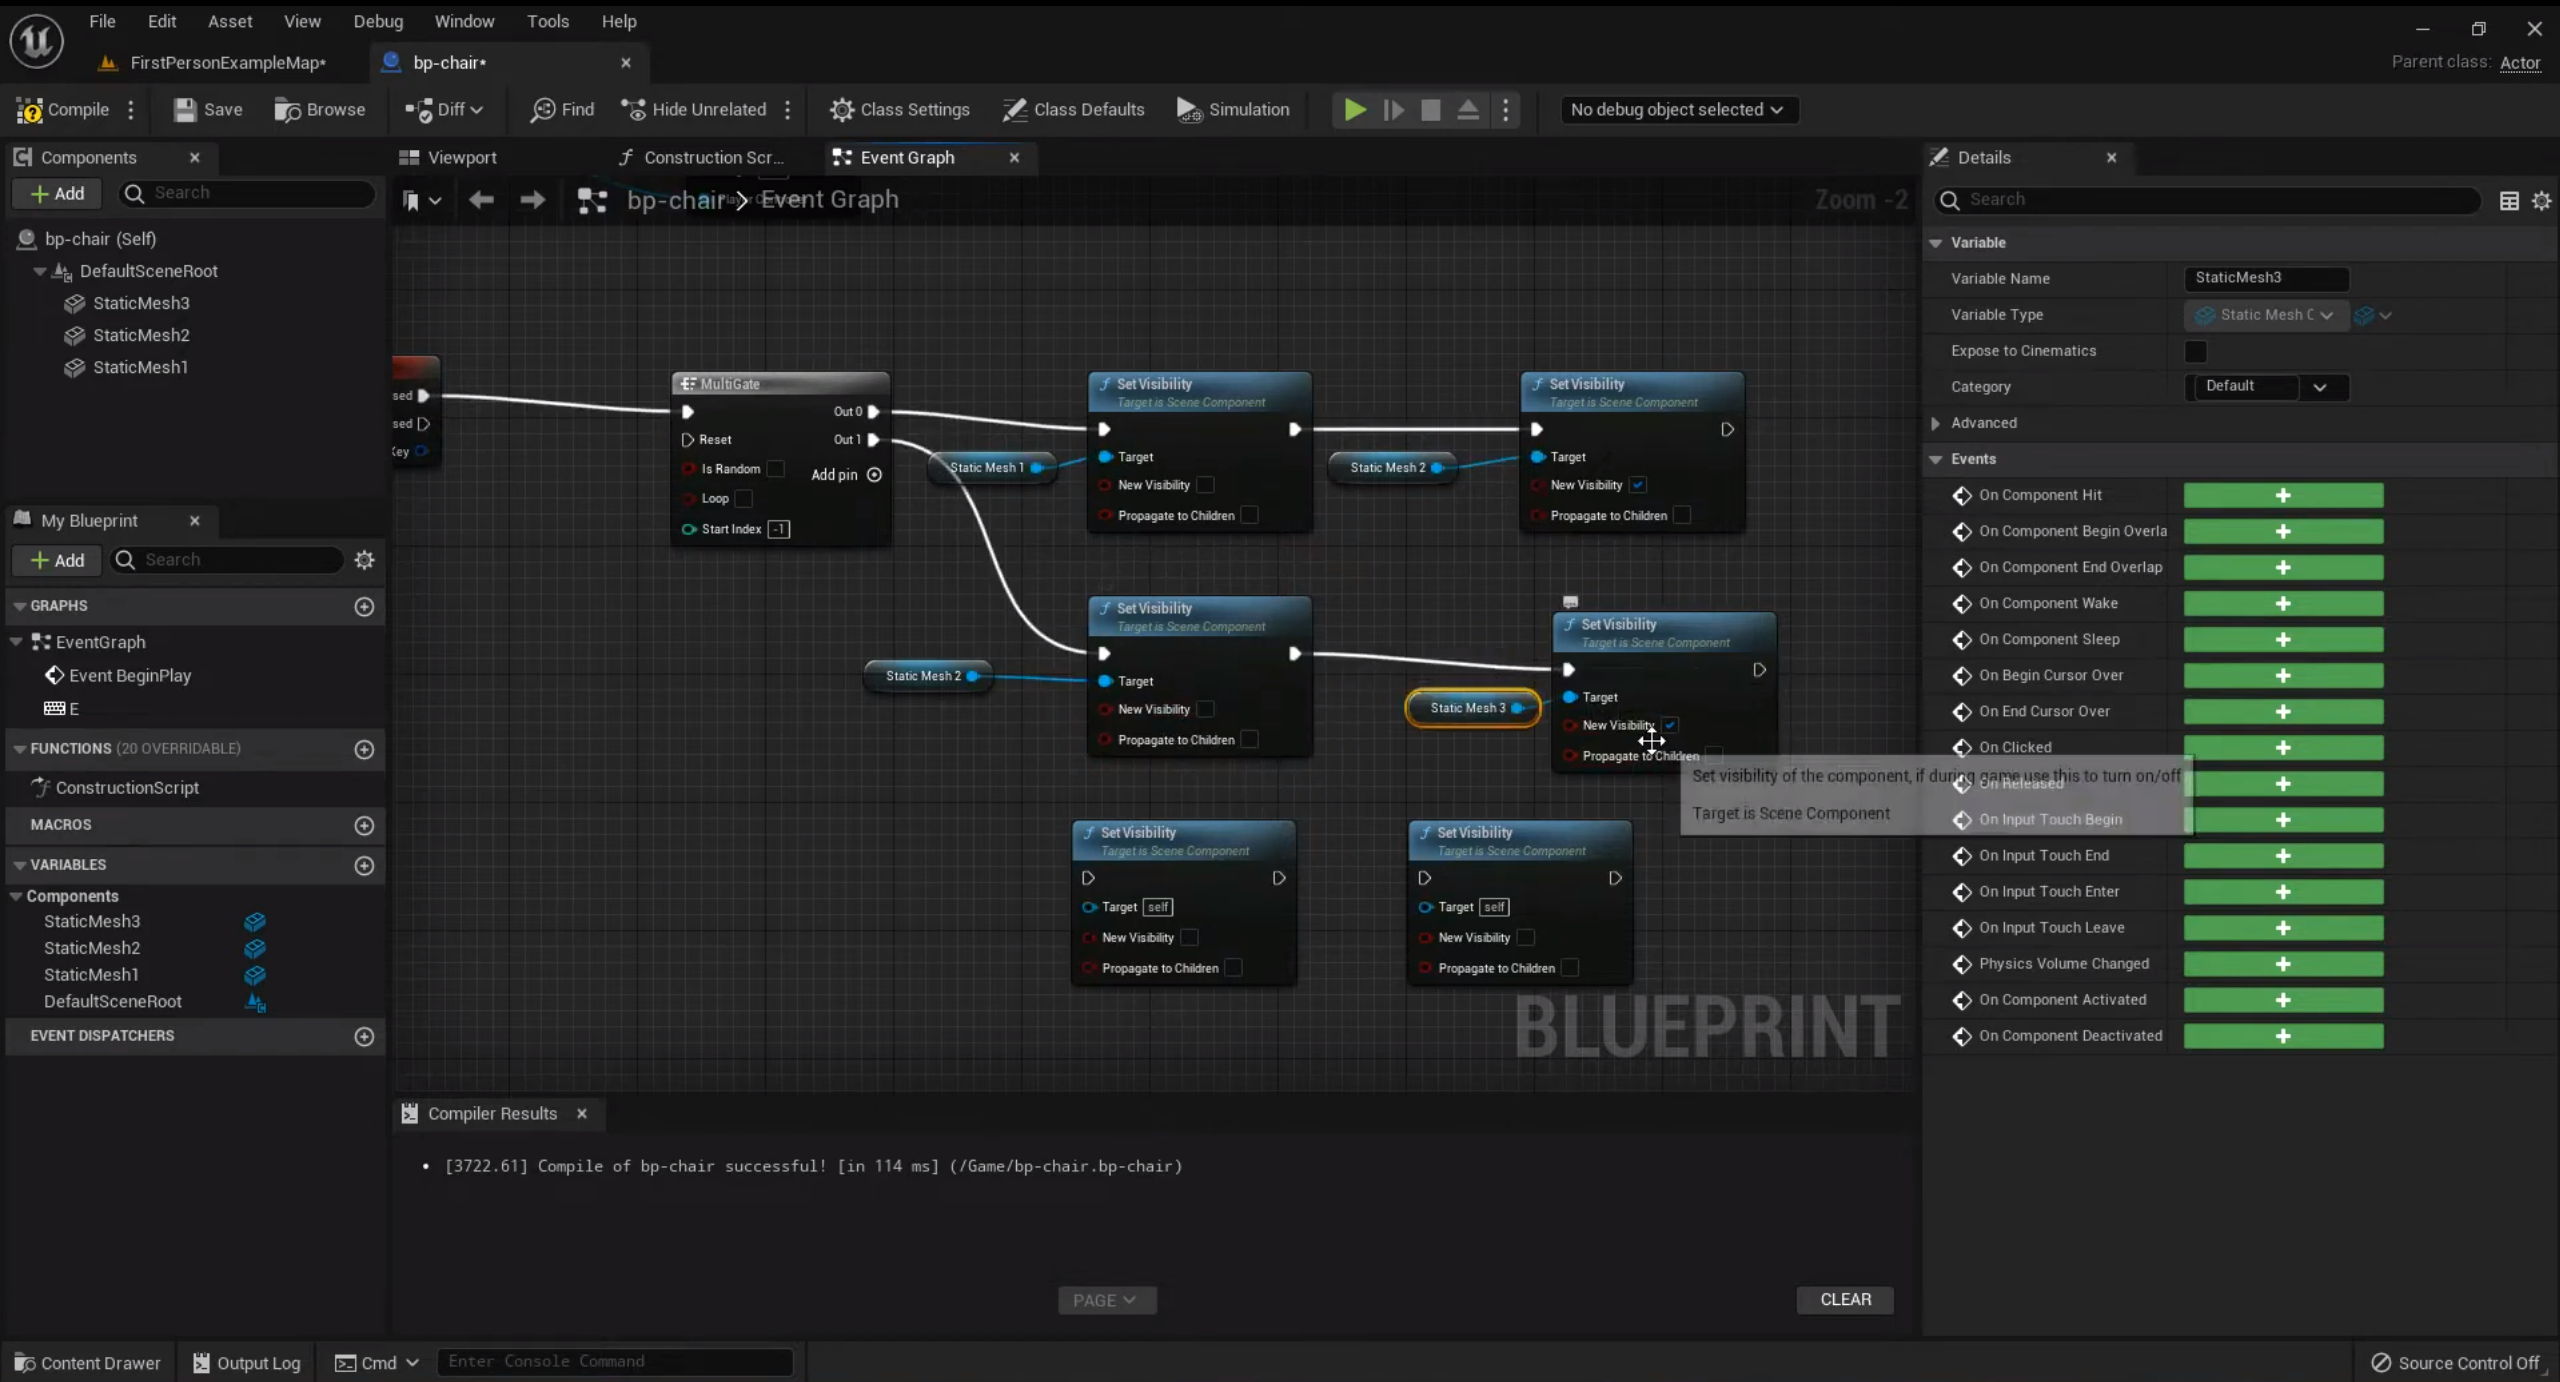 File Edit Asset View Debug Window Tools Help
FirstPersonExampleMap*
bp-chair*
Parent class: Actor
Compile Save Browse Diff Find Hide Unrelated Class Settings Class Defaults Simulation No debug object selected
Components
Add
Search
bp-chair (Self)
DefaultSceneRoot
StaticMesh3
StaticMesh2
StaticMesh1
My Blueprint
Add
Search
GRAPHS
EventGraph
Event BeginPlay
E
FUNCTIONS (20 OVERRIDABLE)
ConstructionScript
MACROS
VARIABLES
Components
StaticMesh3
StaticMesh2
StaticMesh1
DefaultSceneRoot
EVENT DISPATCHERS
Viewport
Construction Scr...
Event Graph
bp-chair > Event Graph
Zoom -2
sed
sed
Key
MultiGate
Out 0
Reset
Out 1
Is Random
Add pin
Loop
Start Index -1
Static Mesh 1
Set Visibility
Target is Scene Component
Target
New Visibility
Propagate to Children
Static Mesh 2
Set Visibility
Target is Scene Component
Target
New Visibility
Propagate to Children
Static Mesh 2
Set Visibility
Target is Scene Component
Target
New Visibility
Propagate to Children
Static Mesh 3
Set Visibility
Target is Scene Component
Target
New Visibility
Propagate to Children
Set visibility of the component, if during game use this to turn on/off
Target is Scene Component
Set Visibility
Target is Scene Component
Target self
New Visibility
Propagate to Children
Set Visibility
Target is Scene Component
Target self
New Visibility
Propagate to Children
BLUEPRINT
Compiler Results
[3722.61] Compile of bp-chair successful! [in 114 ms] (/Game/bp-chair.bp-chair)
PAGE
CLEAR
Details
Search
Variable
Variable Name StaticMesh3
Variable Type Static Mesh C
Expose to Cinematics
Category Default
Advanced
Events
On Component Hit
On Component Begin Overla
On Component End Overlap
On Component Wake
On Component Sleep
On Begin Cursor Over
On End Cursor Over
On Clicked
On Released
On Input Touch Begin
On Input Touch End
On Input Touch Enter
On Input Touch Leave
Physics Volume Changed
On Component Activated
On Component Deactivated
Content Drawer Output Log Cmd Enter Console Command
Source Control Off